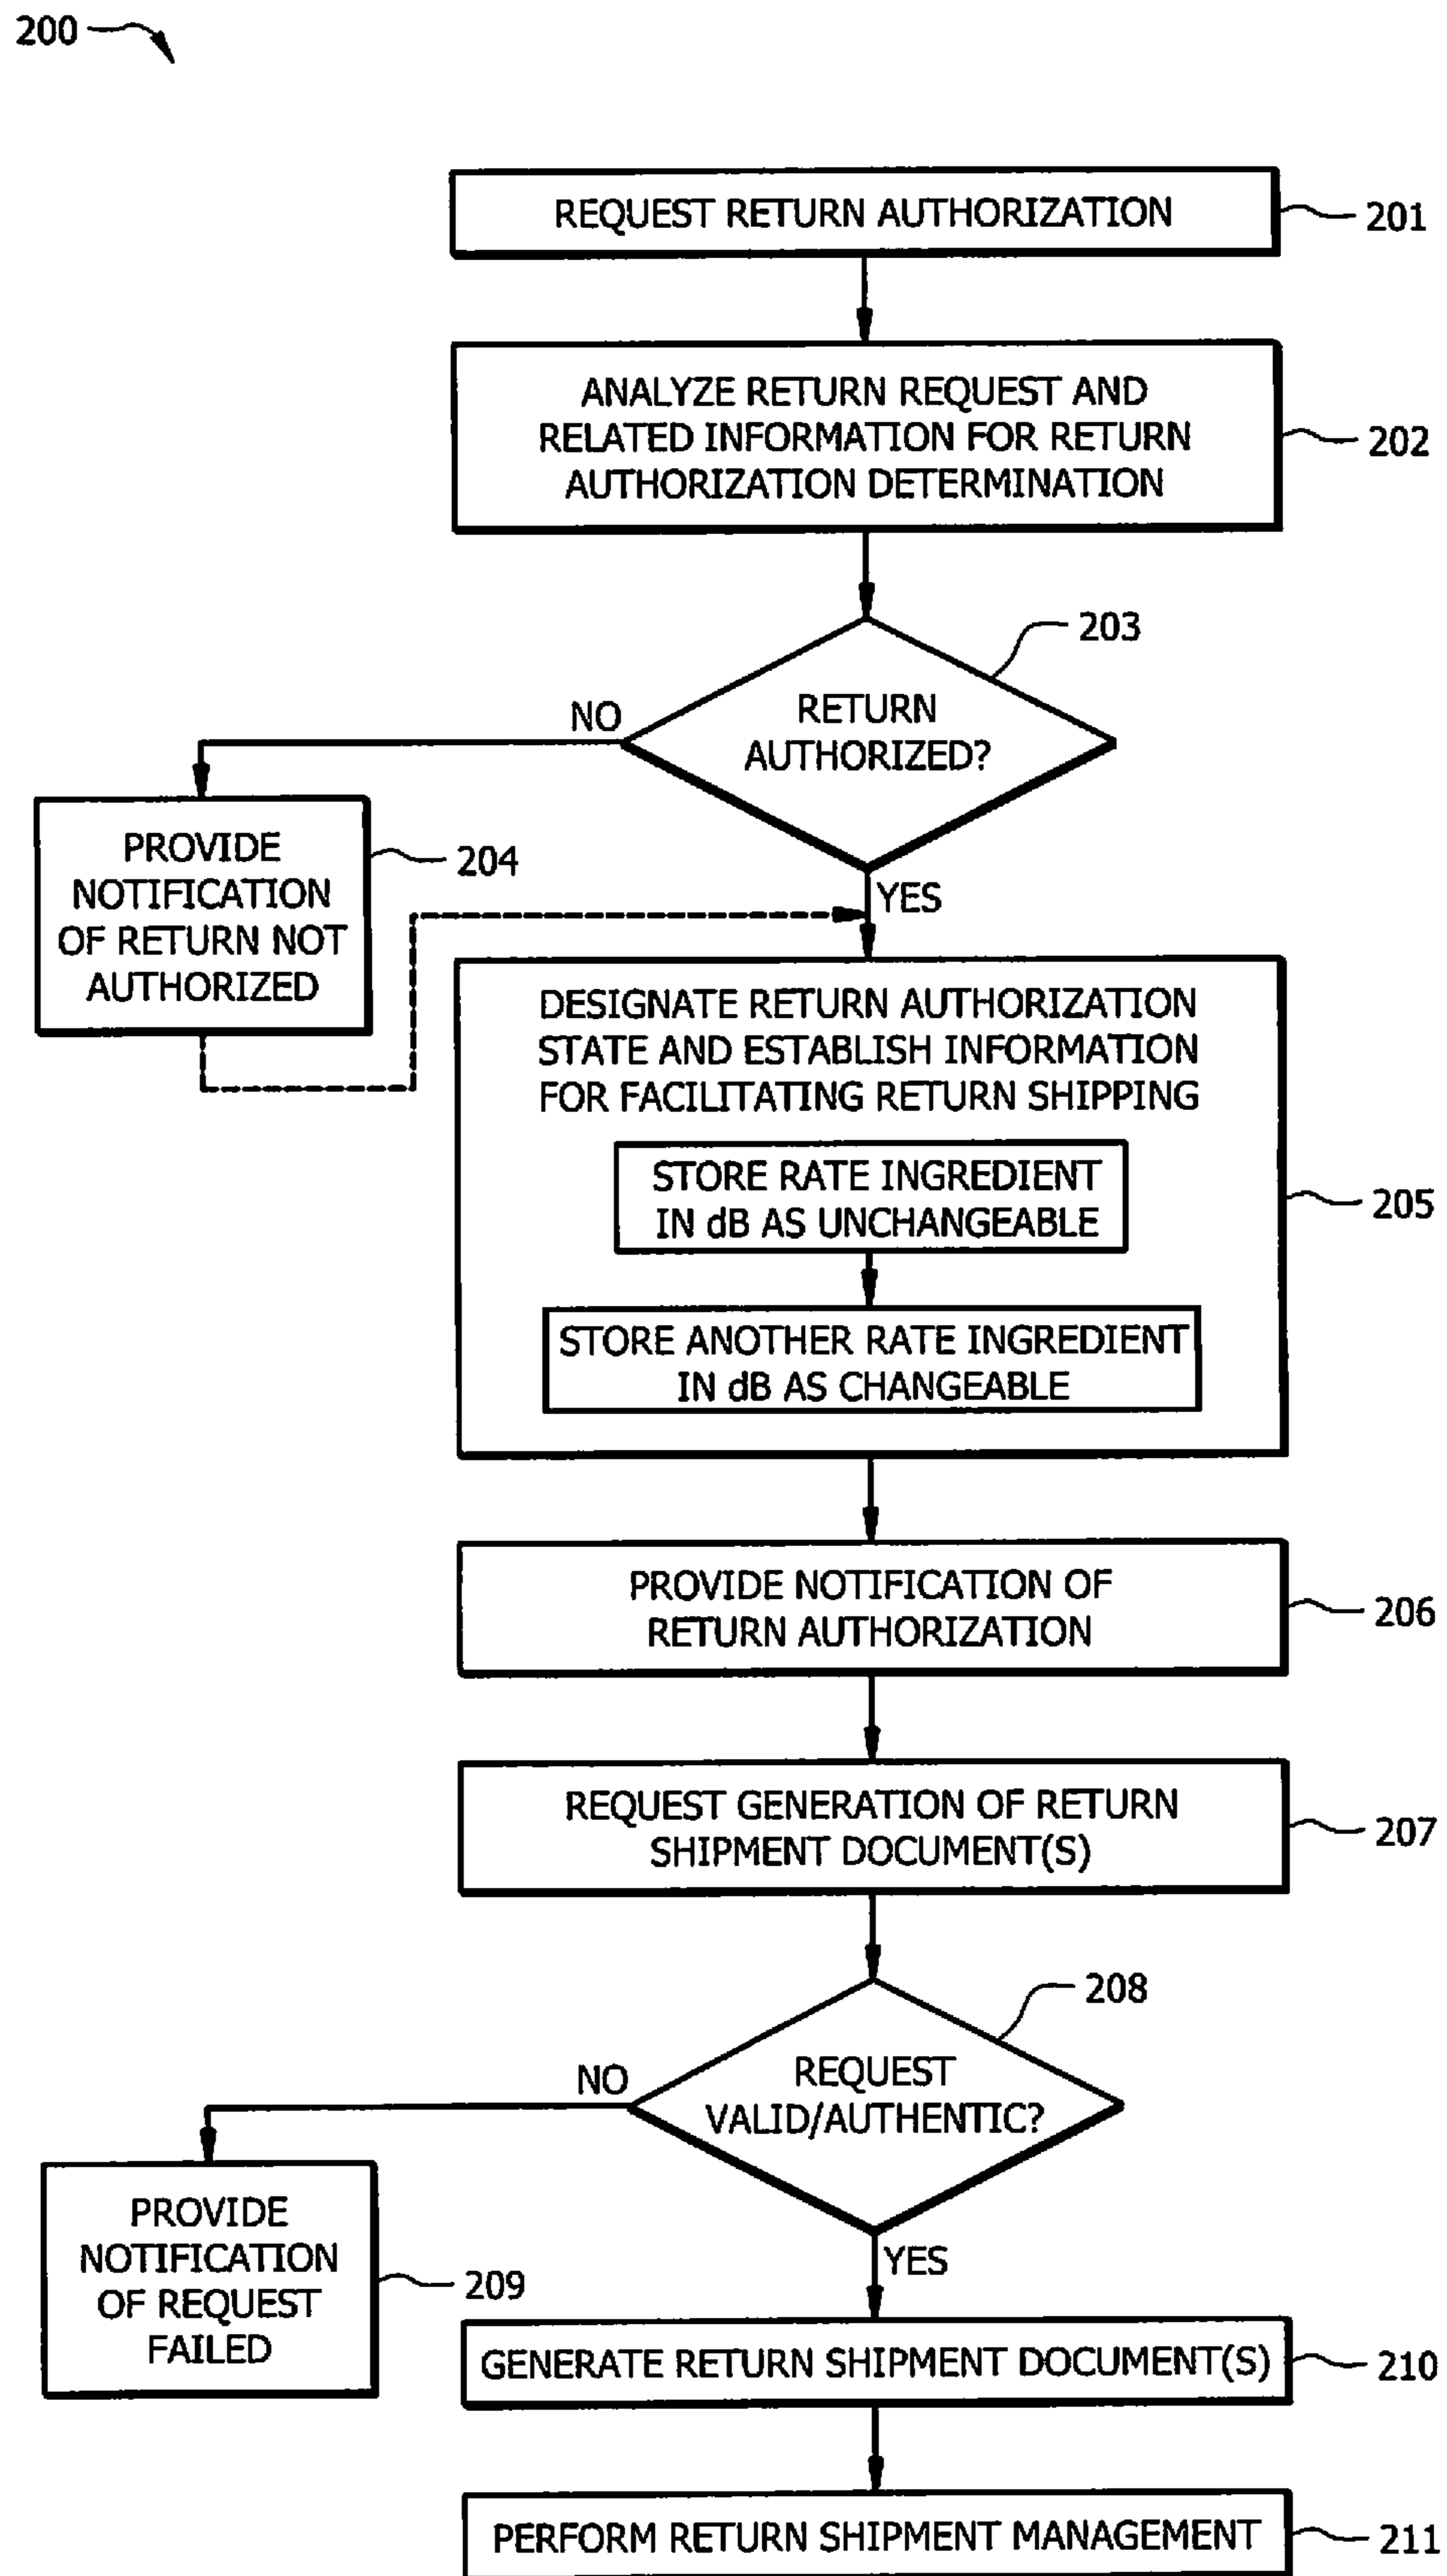 200
REQUEST RETURN AUTHORIZATION
201
ANALYZE RETURN REQUEST AND
RELATED INFORMATION FOR RETURN
AUTHORIZATION DETERMINATION
202
203
RETURN
AUTHORIZED?
NO
PROVIDE
NOTIFICATION
OF RETURN NOT
AUTHORIZED
204
YES
DESIGNATE RETURN AUTHORIZATION
STATE AND ESTABLISH INFORMATION
FOR FACILITATING RETURN SHIPPING
STORE RATE INGREDIENT
IN dB AS UNCHANGEABLE
STORE ANOTHER RATE INGREDIENT
IN dB AS CHANGEABLE
205
PROVIDE NOTIFICATION OF
RETURN AUTHORIZATION
206
REQUEST GENERATION OF RETURN
SHIPMENT DOCUMENT(S)
207
208
REQUEST
VALID/AUTHENTIC?
NO
PROVIDE
NOTIFICATION
OF REQUEST
FAILED
209
YES
GENERATE RETURN SHIPMENT DOCUMENT(S)
210
PERFORM RETURN SHIPMENT MANAGEMENT
211